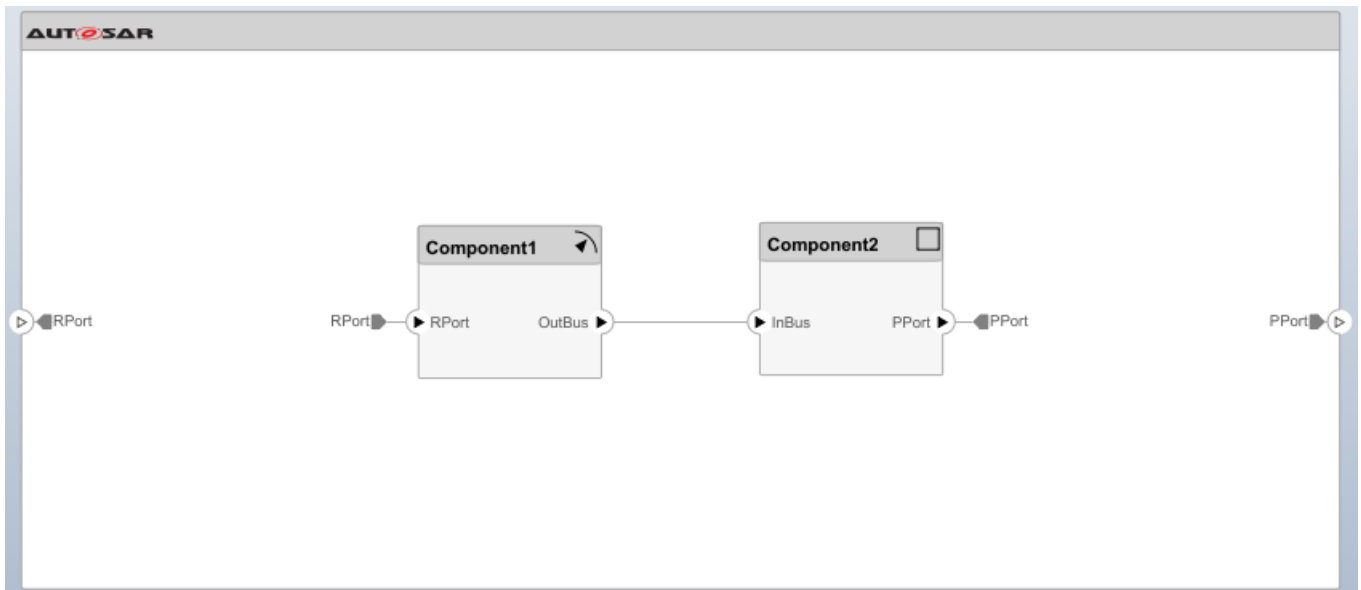 AUTOSAR
Component1
Component2
RPort
RPort
RPort
OutBus
InBus
PPort
PPort
PPort